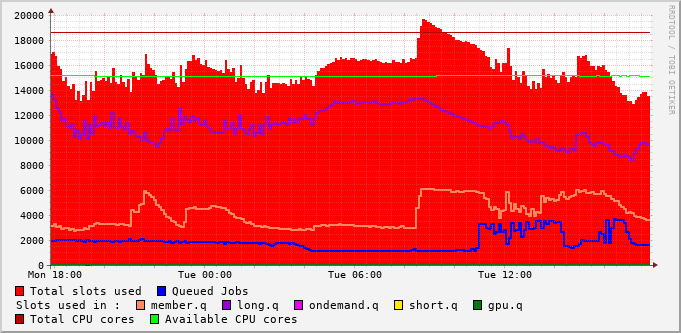 20000
18000
16000
14000
12000
10000
8000
6000
4000
2000
0
Mon 18:00 Tue 00:00 Tue 06:00 Tue 12:00
Total slots used Queued Jobs
Slots used in : member.q long.q ondemand.q short.q gpu.q
Total CPU cores Available CPU cores
RRDTOOL / TOBI OETIKER